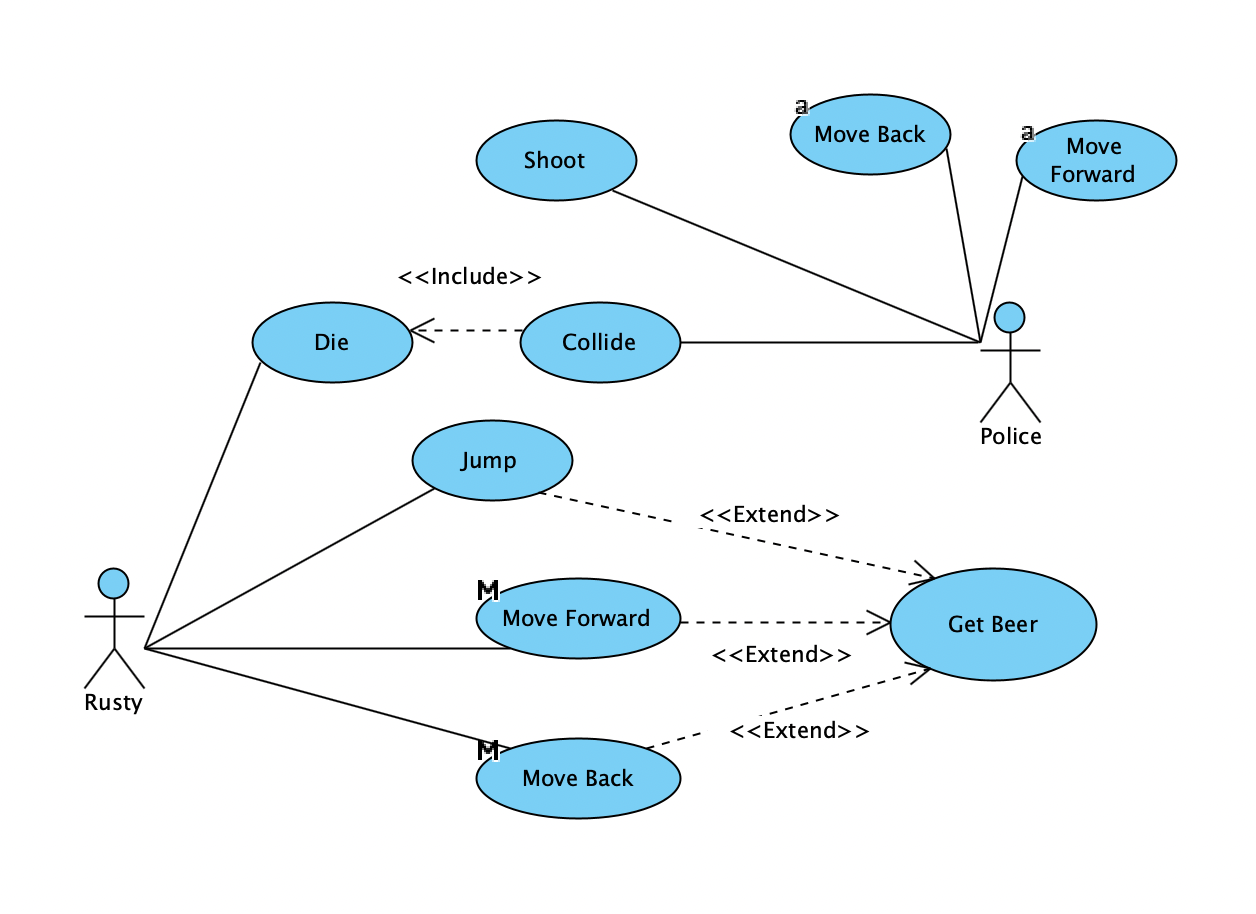 a
Move Back
a
Move
Forward
Shoot
<<Include>>
Die
Collide
Police
Jump
<<Extend>>
M
Move Forward
Get Beer
<<Extend>>
Rusty
<<Extend>>
M
Move Back